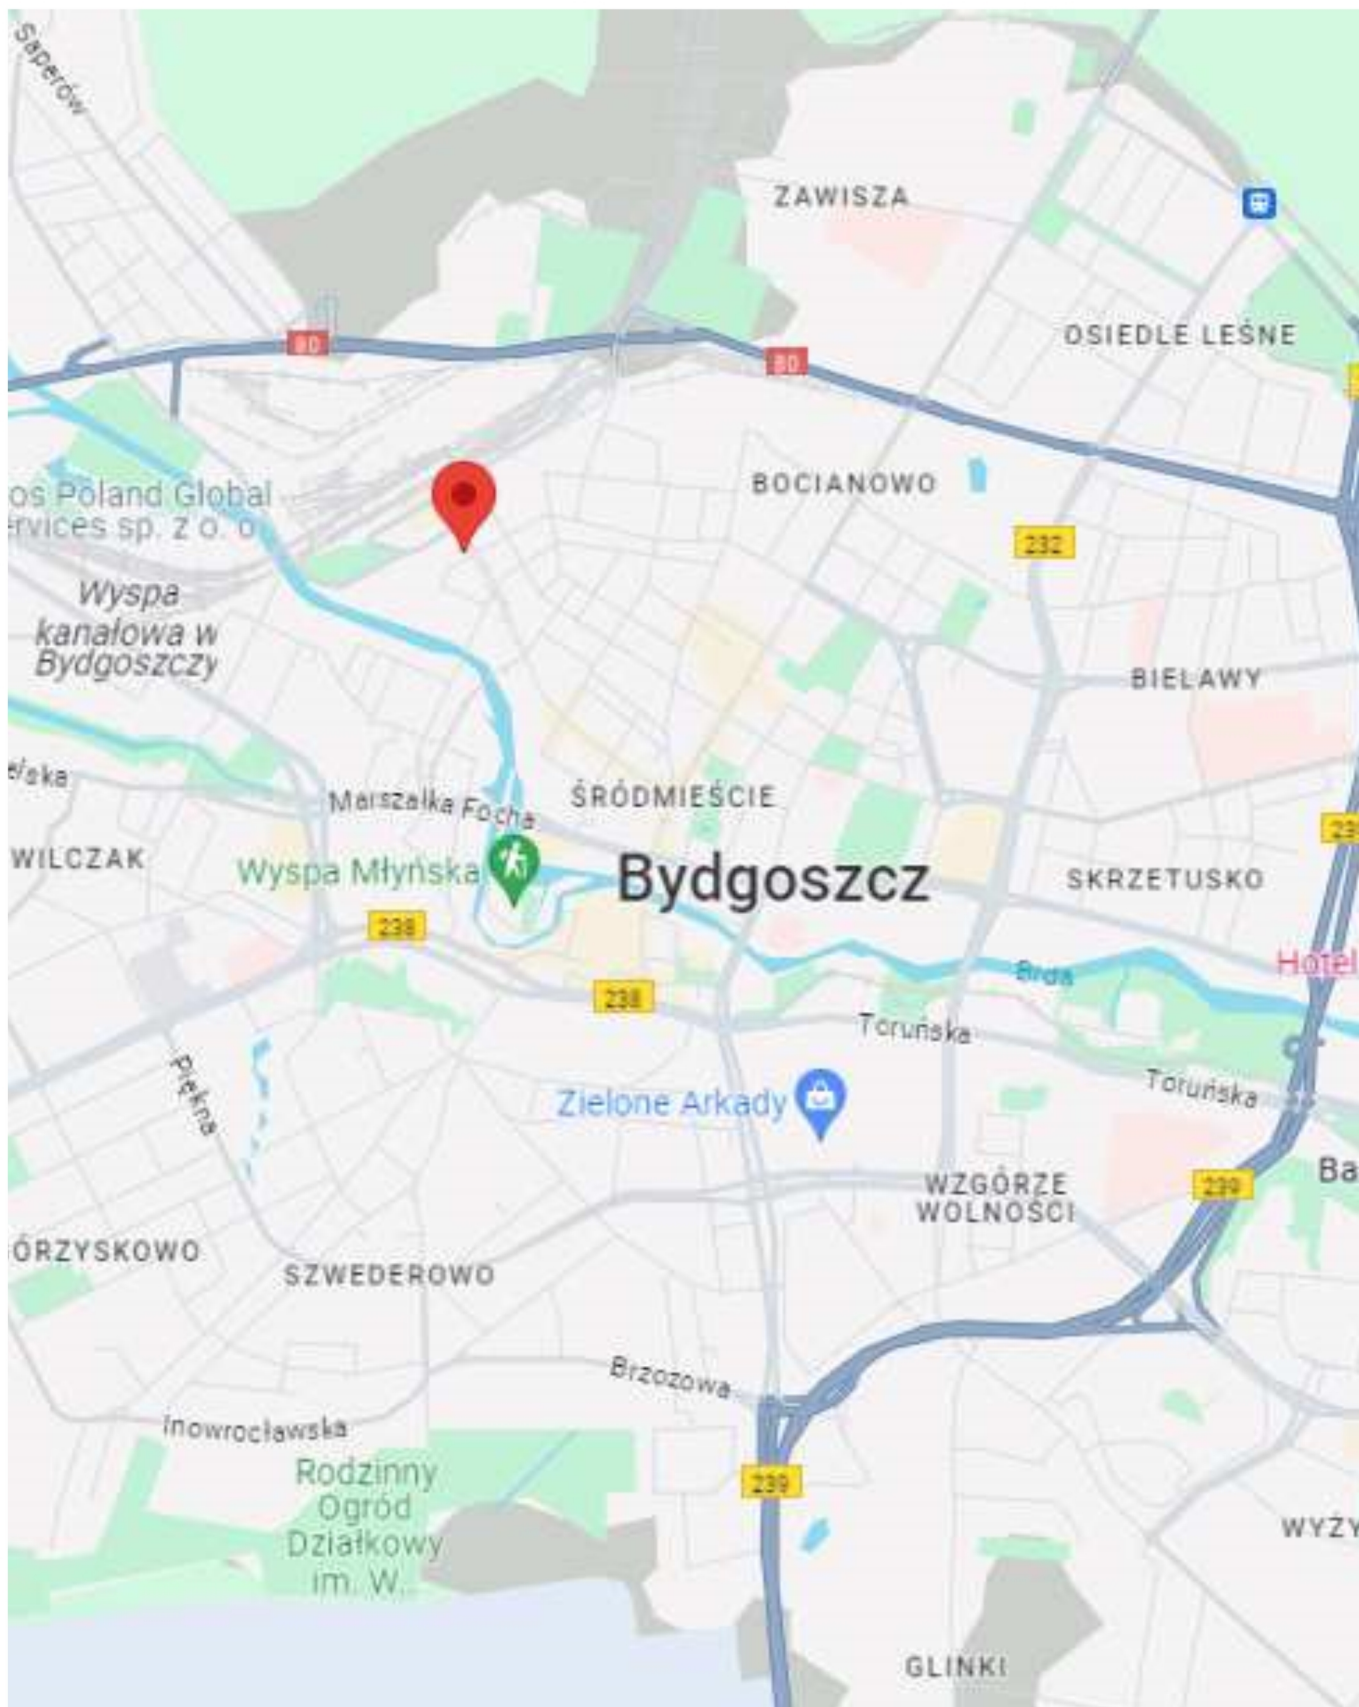 Saperów
ZAWISZA
OSIEDLE LEŚNE
80
80
BOCIANOWO
os Poland Global
rvices sp. z o. o
232
Wyspa
kanałowa w
Bydgoszczy
BIELAWY
Marszałka Focha
ŚRÓDMIEŚCIE
WILCZAK
Wyspa Młyńska
Bydgoszcz
SKRZETUSKO
23
238
238
Brda
Hotel
Toruńska
Toruńska
Piękna
Zielone Arkady
WZGÓRZE
WOLNOŚCI
239
Ba
ÓRZYSKOWO
SZWEDEROWO
Brzozowa
Inowrocławska
Rodzinny
Ogród
Działkowy
im. W..
239
WYŻY
GLINKI